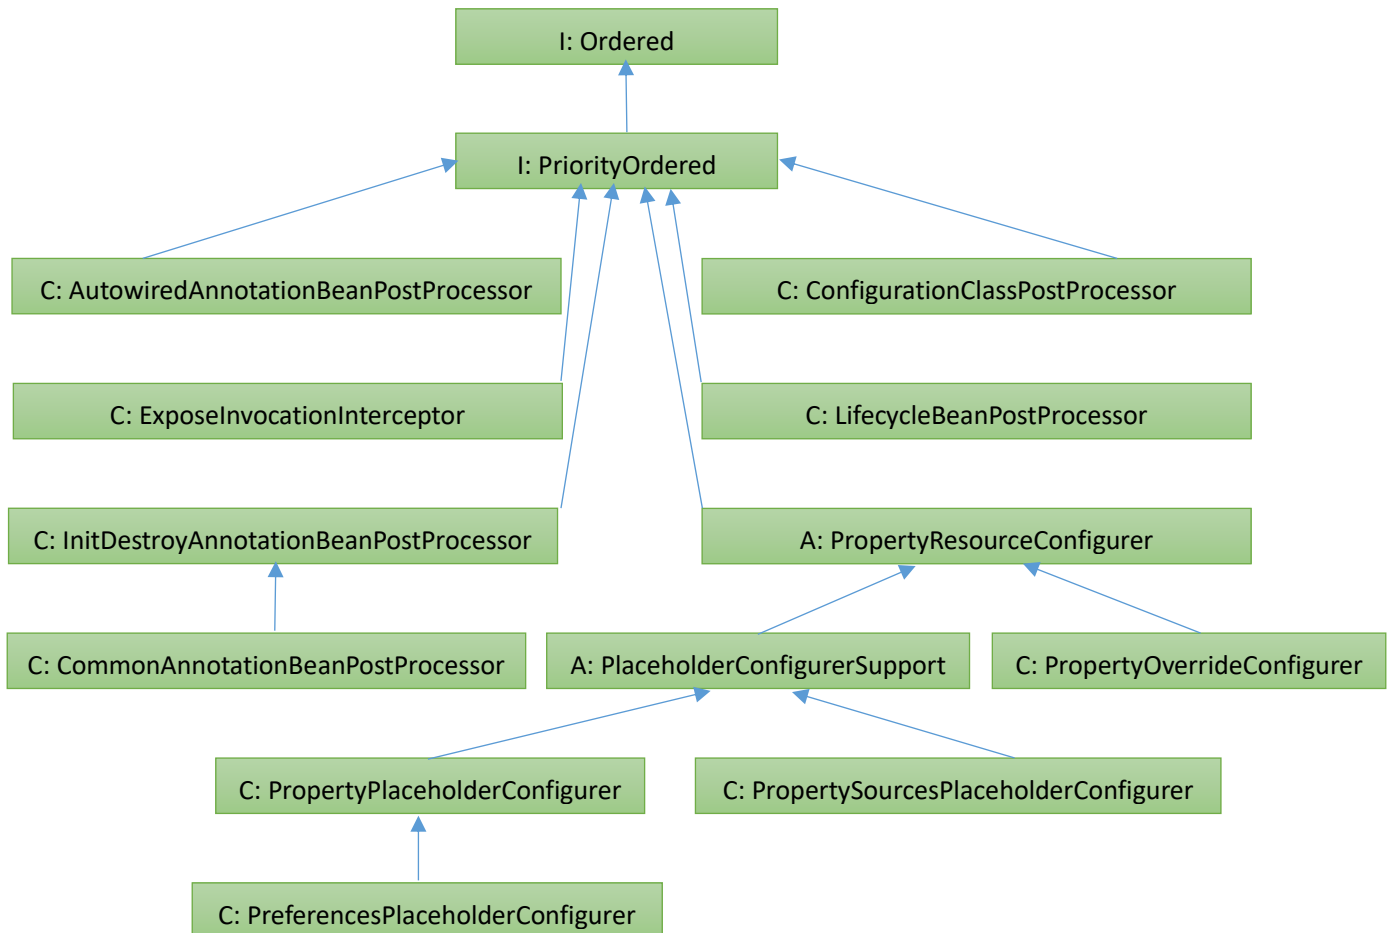 I: Ordered
I: PriorityOrdered
C: AutowiredAnnotationBeanPostProcessor
C: ConfigurationClassPostProcessor
C: ExposeInvocationInterceptor
C: LifecycleBeanPostProcessor
C: InitDestroyAnnotationBeanPostProcessor
A: PropertyResourceConfigurer
C: CommonAnnotationBeanPostProcessor
A: PlaceholderConfigurerSupport
C: PropertyOverrideConfigurer
C: PropertyPlaceholderConfigurer
C: PropertySourcesPlaceholderConfigurer
C: PreferencesPlaceholderConfigurer